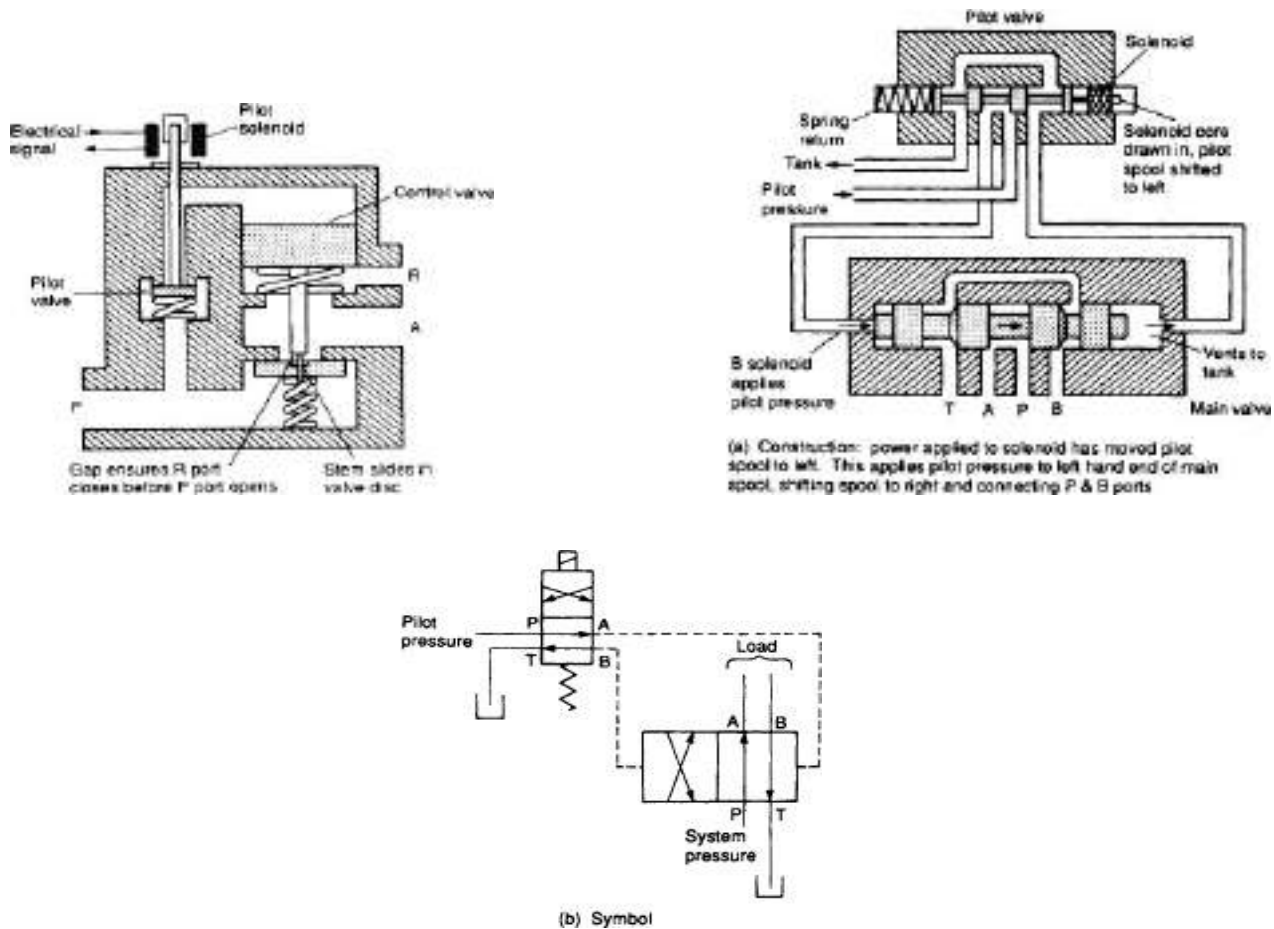 Electrical
signal
Pilot
solenoid
Control valve
Pilot
valve
R
A
P
Gap ensures R port
closes before P port opens
Stem slides in
valve disc
Pilot valve
Solenoid
Spring
return
Solenoid core
drawn in, pilot
spool shifted
to left
Tank
Pilot
pressure
B solenoid
applies
pilot pressure
Vents to
tank
T A P B
Main valve
(a) Construction: power applied to solenoid has moved pilot
spool to left. This applies pilot pressure to left hand end of main
spool, shifting spool to right and connecting P & B ports
Pilot
pressure
P
A
T
B
Load
A B
P T
System
pressure
(b) Symbol